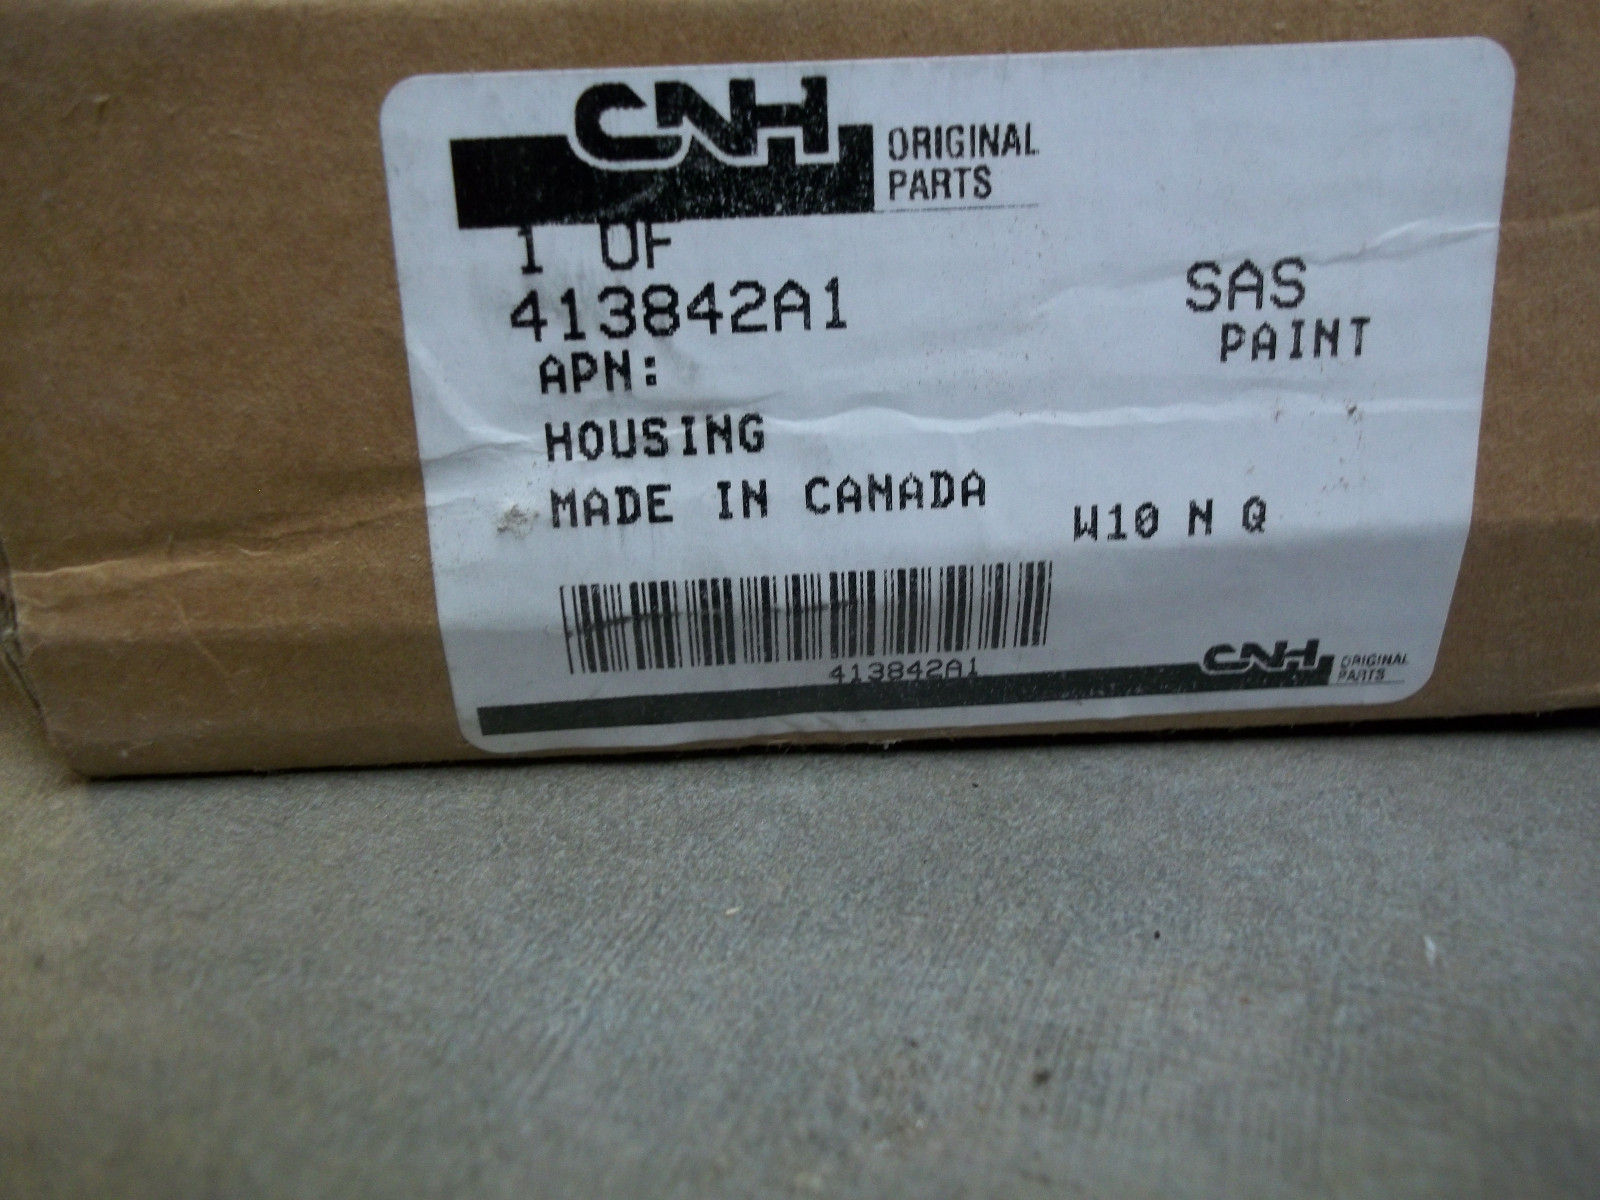 CNH ORIGINAL
PARTS
1 OF
413842A1
SAS
PAINT
APN:
HOUSING
MADE IN CANADA
W10 N Q
413842A1
CNH ORIGINAL
PARTS